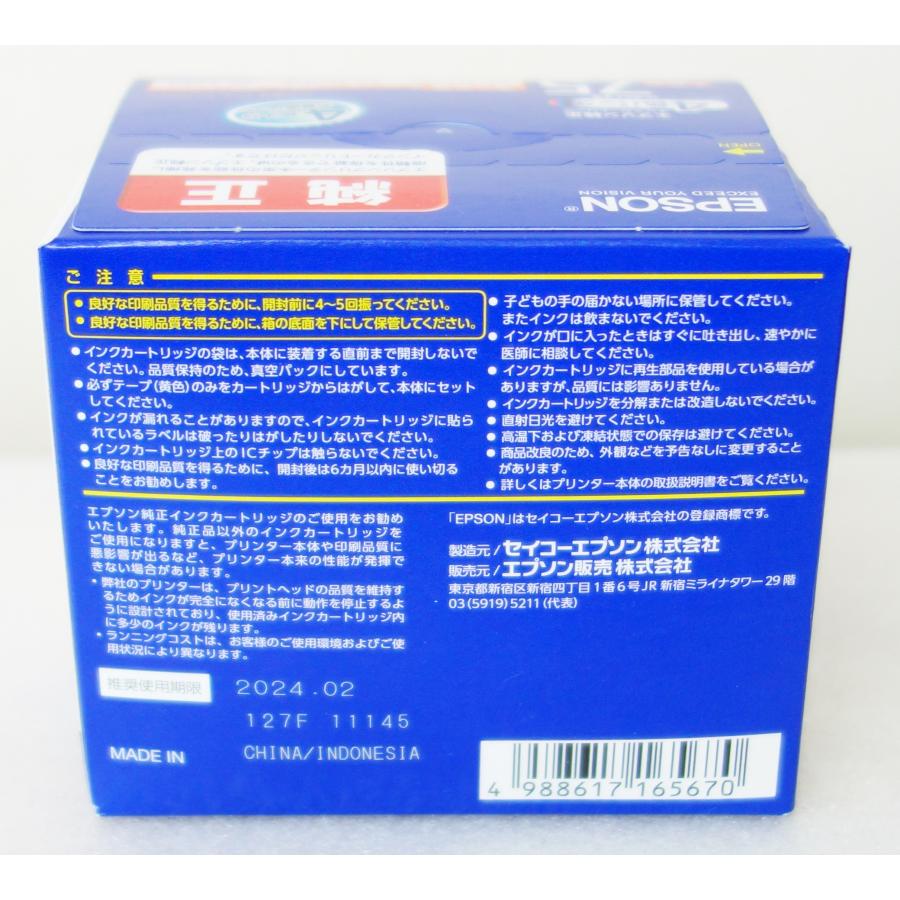 OPEN
純正
EPSON®
EXCEED YOUR VISION
ご注意
● 良好な印刷品質を得るために、開封前に4〜5回振ってください。
● 良好な印刷品質を得るために、箱の底面を下にして保管してください。
● インクカートリッジの袋は、本体に装着する直前まで開封しないで
ください。品質保持のため、真空パックにしています。
● 必ずテープ(黄色)のみをカートリッジからはがして、本体にセット
してください。
● インクが漏れることがありますので、インクカートリッジに貼ら
れているラベルは破ったりはがしたりしないでください。
● インクカートリッジ上のICチップは触らないでください。
● 良好な印刷品質を得るために、開封後は6カ月以内に使い切る
ことをお勧めします。
● 子どもの手の届かない場所に保管してください。
またインクは飲まないでください。
● インクが口に入ったときはすぐに吐き出し、速やかに
医師に相談してください。
● インクカートリッジに再生部品を使用している場合が
ありますが、品質には影響ありません。
● インクカートリッジを分解または改造しないでください。
● 直射日光を避けてください。
● 高温下および凍結状態での保存は避けてください。
● 商品改良のため、外観などを予告なしに変更すること
があります。
● 詳しくはプリンター本体の取扱説明書をご覧ください。
エプソン純正インクカートリッジのご使用をお勧め
いたします。純正品以外のインクカートリッジを
ご使用になりますと、プリンター本体や印刷品質に
悪影響が出るなど、プリンター本来の性能が発揮で
きない場合があります。
* 弊社のプリンターは、プリントヘッドの品質を維持す
るためインクが完全になくなる前に動作を停止するよ
うに設計されており、使用済みインクカートリッジ内
に多少のインクが残ります。
* ランニングコストは、お客様のご使用環境およびご使
用状況により異なります。
「EPSON」はセイコーエプソン株式会社の登録商標です。
製造元/セイコーエプソン株式会社
販売元/エプソン販売株式会社
東京都新宿区新宿四丁目1番6号JR新宿ミライナタワー29階
03(5919)5211(代表)
推奨使用期限 2024.02
127F 11145
MADE IN CHINA/INDONESIA
4 988617 165670